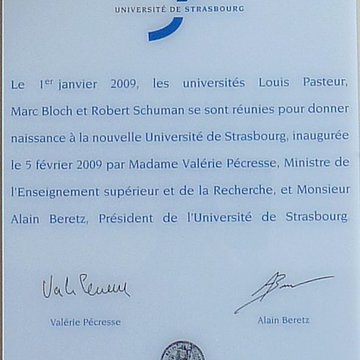 UNIVERSITÉ DE STRASBOURG
Le 1er janvier 2009, les universités Louis Pasteur,
Marc Bloch et Robert Schuman se sont réunies pour donner
naissance à la nouvelle Université de Strasbourg, inaugurée
le 5 février 2009 par Madame Valérie Pécresse, Ministre de
l'Enseignement supérieur et de la Recherche, et Monsieur
Alain Beretz, Président de l'Université de Strasbourg
Valérie Pécresse
Alain Beretz